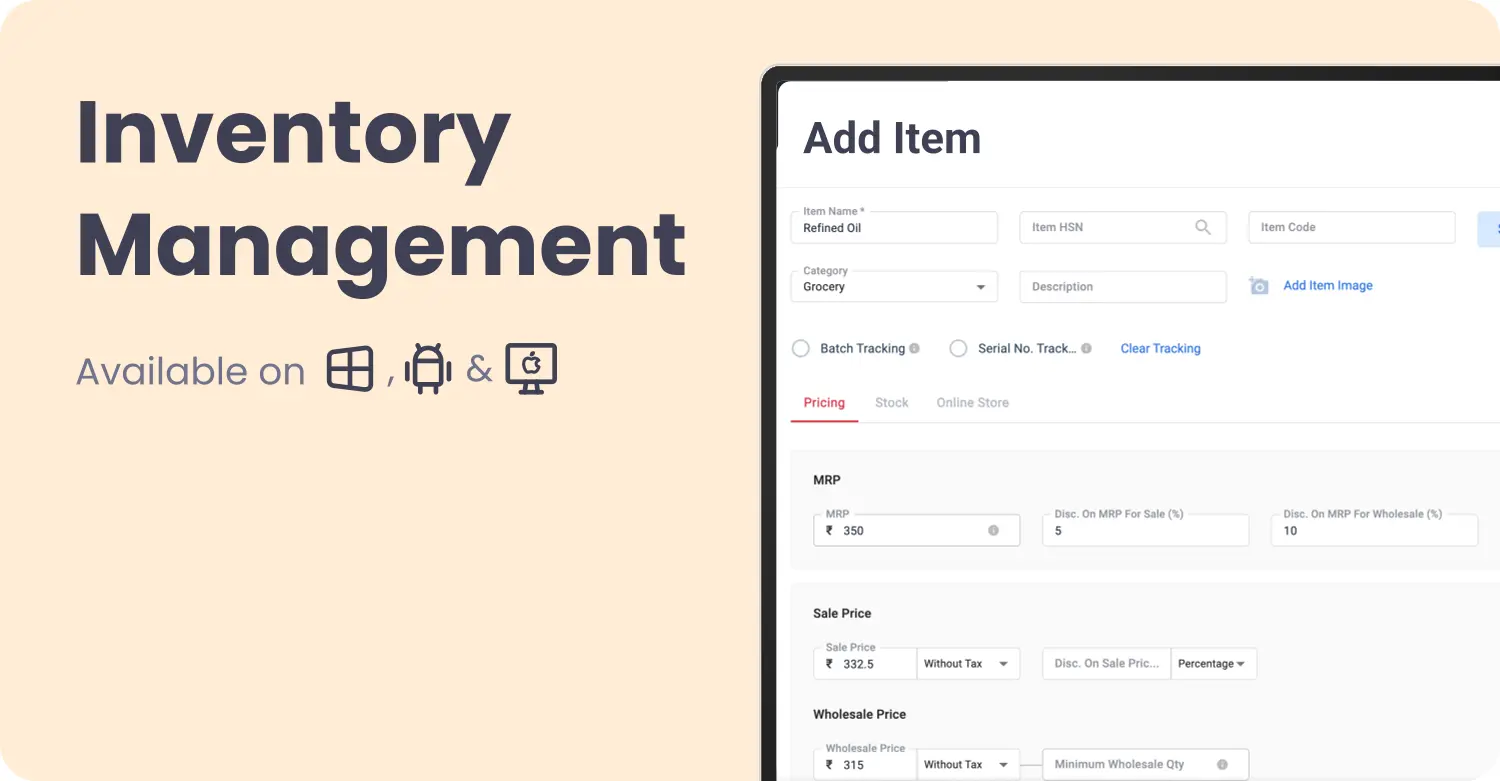 Inventory
Management
Available on , &
Add Item
Item Name *
Refined Oil
Item HSN
Item Code
Category
Grocery
Description
Add Item Image
Batch Tracking
Serial No. Track...
Clear Tracking
Pricing
Stock
Online Store
MRP
MRP
₹ 350
Disc. On MRP For Sale (%)
5
Disc. On MRP For Wholesale (%)
10
Sale Price
Sale Price
₹ 332.5
Without Tax
Disc. On Sale Pric...
Percentage
Wholesale Price
Wholesale Price
₹ 315
Without Tax
Minimum Wholesale Qty